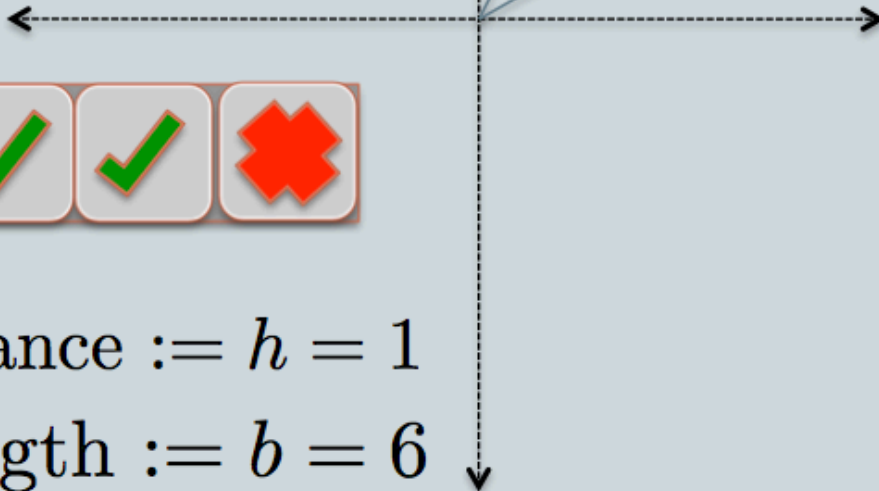 ance := h = 1
gth := b = 6